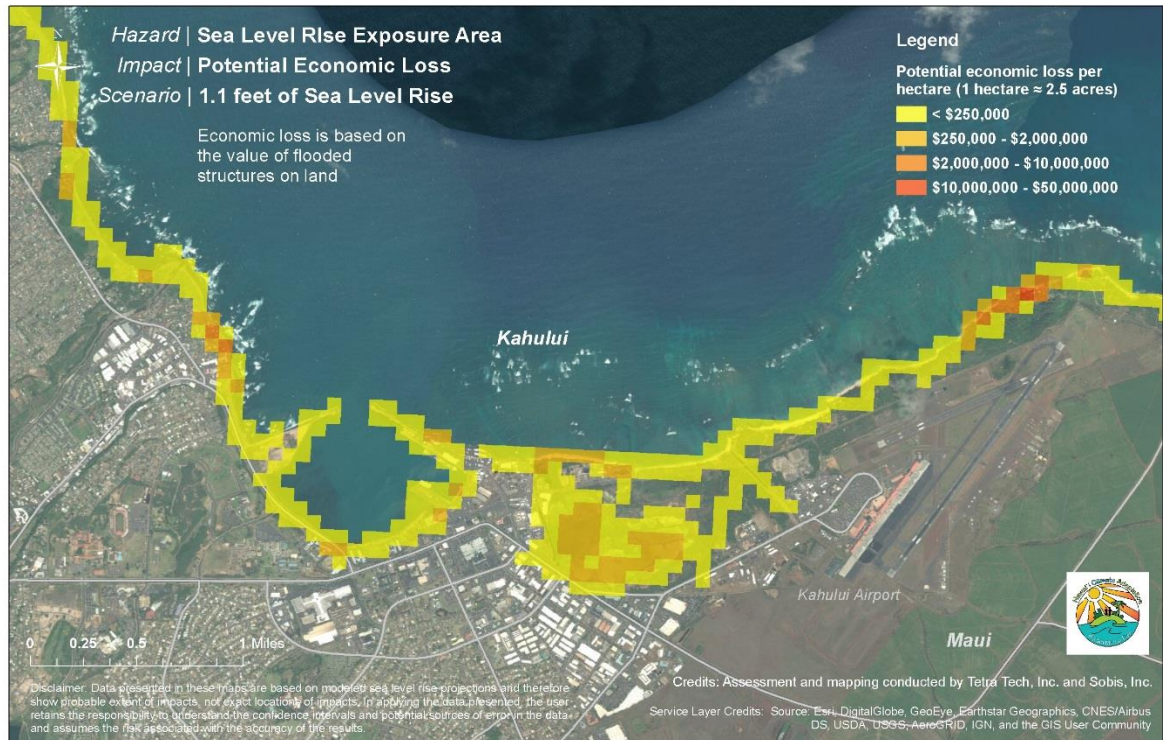 N
Hazard | Sea Level RIse Exposure Area
Impact | Potential Economic Loss
Scenario | 1.1 feet of Sea Level Rise
Economic loss is based on
the value of flooded
structures on land
Legend
Potential economic loss per
hectare (1 hectare ≈ 2.5 acres)
< $250,000
$250,000 - $2,000,000
$2,000,000 - $10,000,000
$10,000,000 - $50,000,000
Kahului
Kahului Airport
Maui
0 0.25 0.5 1 Miles
Disclaimer: Data presented in these maps are based on modeled sea level rise projections and therefore
show probable extent of impacts, not exact locations of impacts. In applying the data presented, the user
retains the responsibility to understand the confidence intervals and potential sources of error in the data
and assumes the risk associated with the accuracy of the results.
Credits: Assessment and mapping conducted by Tetra Tech, Inc. and Sobis, Inc.
Service Layer Credits: Source: Esri, DigitalGlobe, GeoEye, Earthstar Geographics, CNES/Airbus
DS, USDA, USGS, AeroGRID, IGN, and the GIS User Community